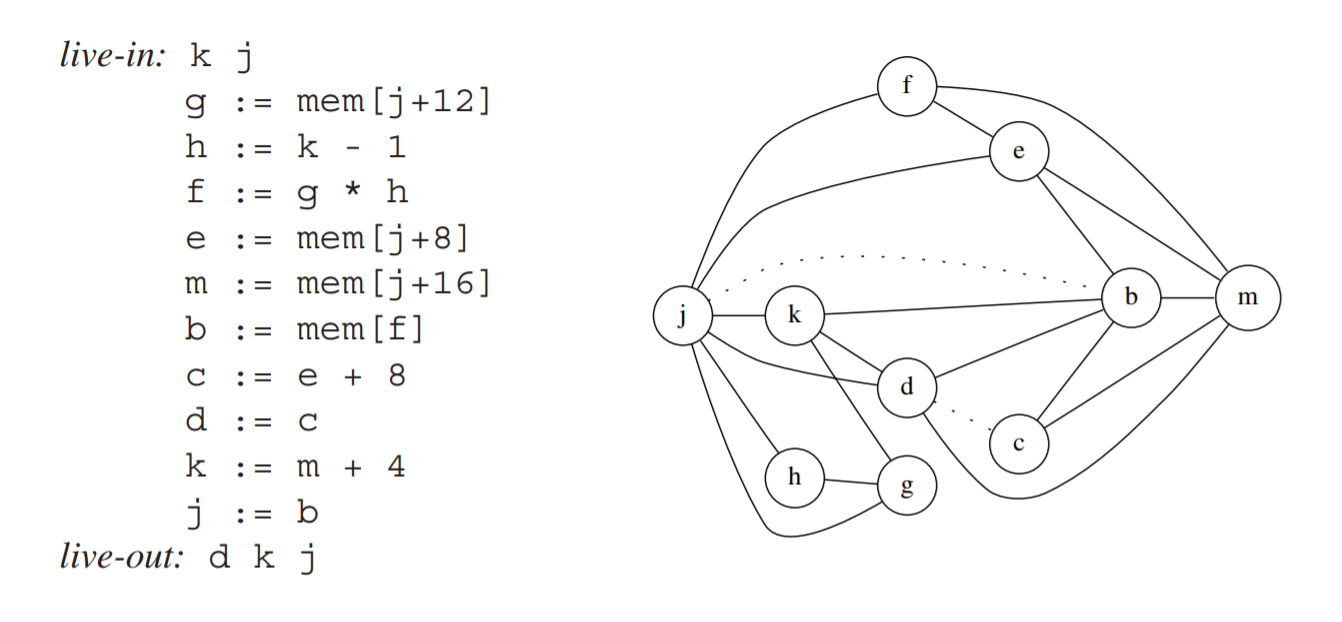 live-in: k j
g := mem[j+12]
h := k - 1
f := g * h
e := mem[j+8]
m := mem[j+16]
b := mem[f]
c := e + 8
d := c
k := m + 4
j := b
live-out: d k j
f
e
b
m
j
k
d
c
h
g